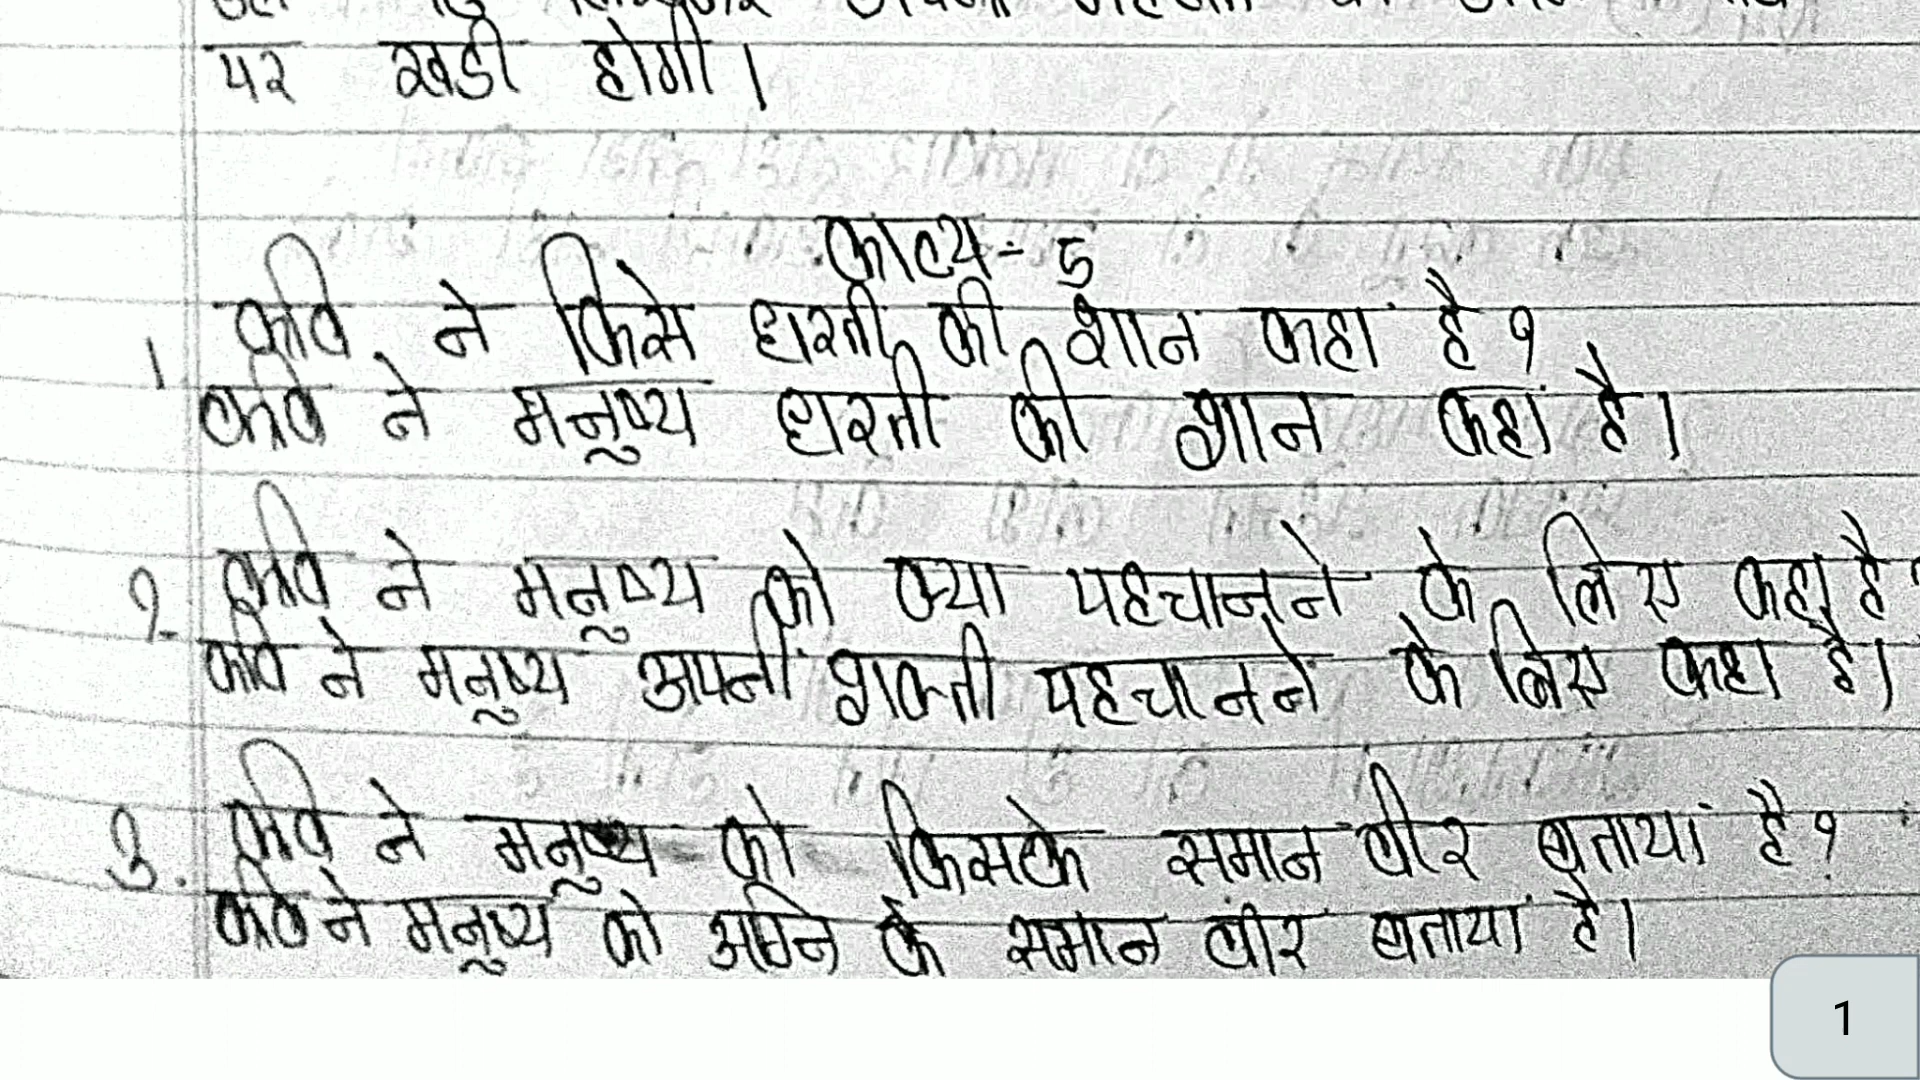 पर खडी होगी।
काव्य- 5
1 कवि ने किसे धरती की शान कहा है ?
कवि ने मनुष्य धरती की शान कहा है।
2. कवि ने मनुष्य को क्या पहचानने के लिए कहा है ?
कवि ने मनुष्य अपनी शक्ती पहचानने के लिए कहा है।
3. कवि ने मनुष्य को किसके समान वीर बताया है ?
कवि ने मनुष्य को अग्नि के समान वीर बताया है।
1